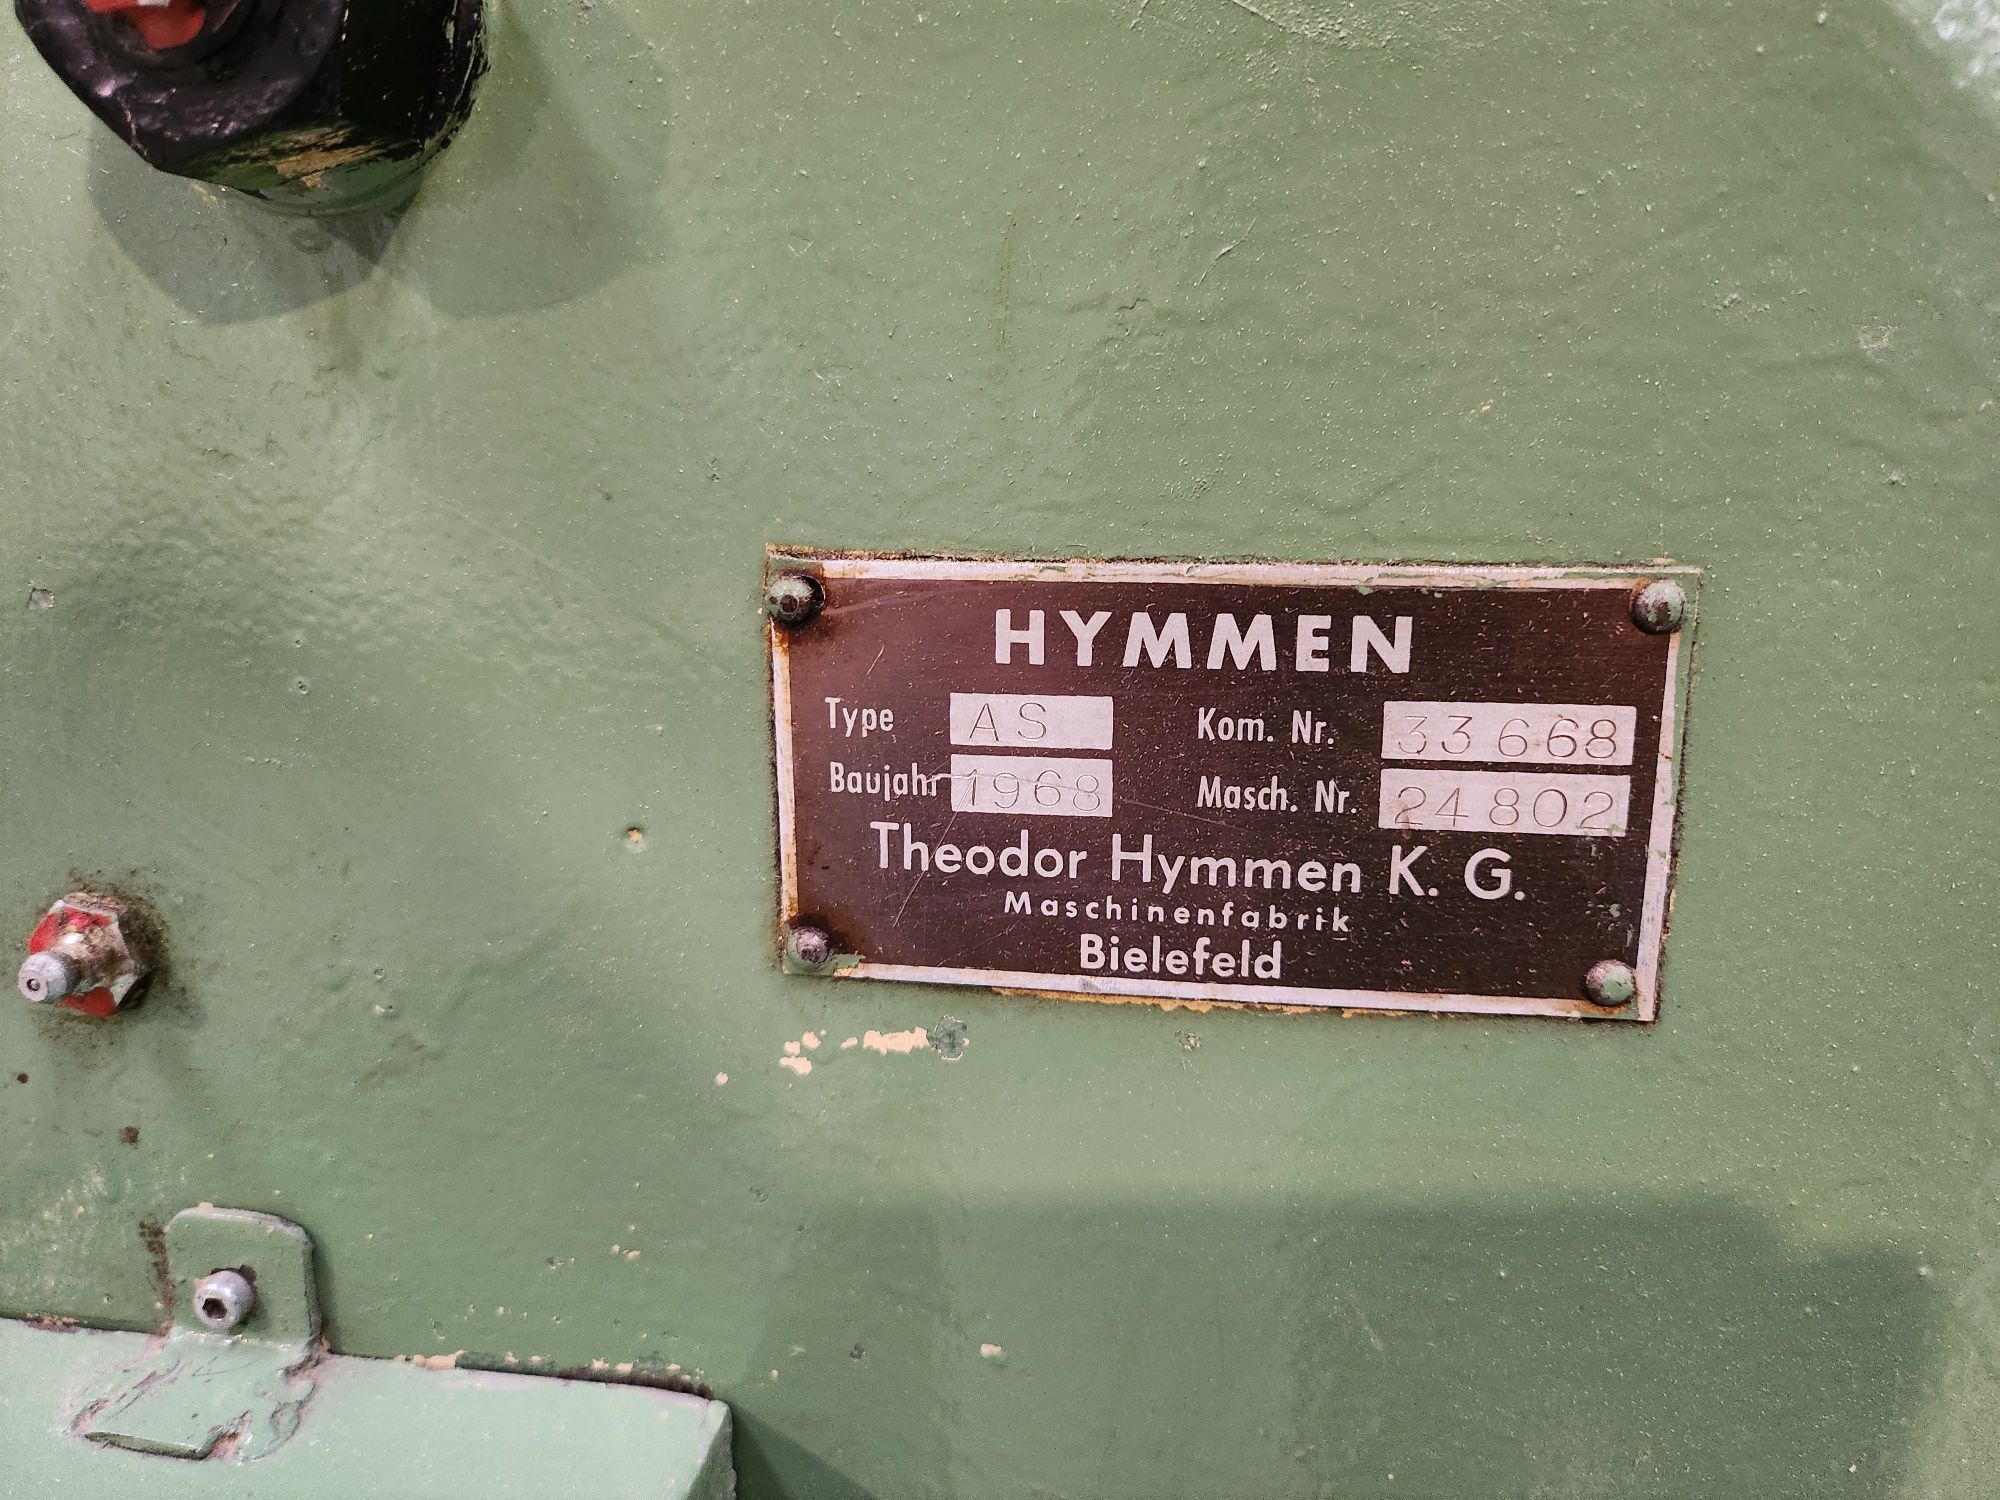 HYMMEN
Type AS Kom. Nr. 33668
Baujahr 1968 Masch. Nr. 24802
Theodor Hymmen K. G.
Maschinenfabrik
Bielefeld